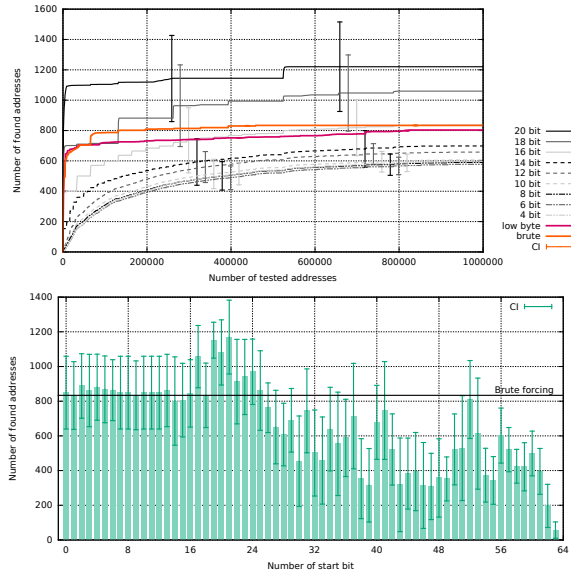 1600
1400
1200
1000
800
600
400
200
0
0
200000
400000
600000
800000
1000000
Number of found addresses
Number of tested addresses
20 bit
18 bit
16 bit
14 bit
12 bit
10 bit
8 bit
6 bit
4 bit
low byte
brute
CI
1400
1200
1000
800
600
400
200
0
0
8
16
24
32
40
48
56
64
Number of found addresses
Number of start bit
CI
Brute forcing